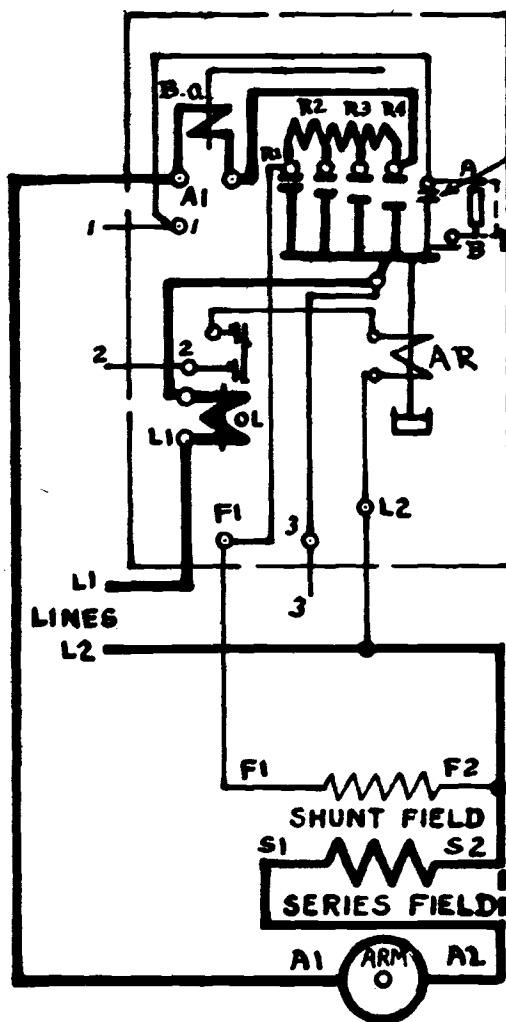 B.a
R2 R3 R4
R1
A1
A
1 1
B
2 2
AR
OL
L1
L2
F1
3
L1
3
LINES
L2
F1 F2
SHUNT FIELD
S1 S2
SERIES FIELD
A1 ARM A2